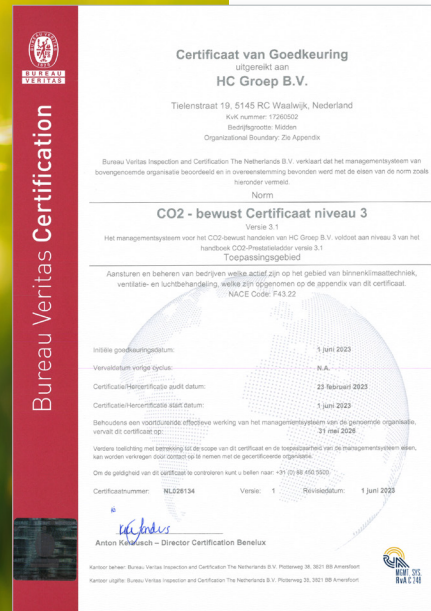 Certificaat van Goedkeuring
uitgereikt aan
HC Groep B.V.
Tielenstraat 19, 5145 RC Waalwijk, Nederland
KvK nummer: 17260502
Bedrijfsgrootte: Midden
Organizational Boundary: Zie Appendix
Bureau Veritas Inspection and Certification The Netherlands B.V. verklaart dat het managementsysteem van
bovengenoemde organisatie beoordeeld en in overeenstemming bevonden werd met de eisen van de norm zoals
hieronder vermeld.
Norm
CO2 - bewust Certificaat niveau 3
Versie 3.1
Het managementsysteem voor het CO2-bewust handelen van HC Groep B.V. voldoet aan niveau 3 van het
handboek CO2-Prestatieladder versie 3.1
Toepassingsgebied
Aansturen en beheren van bedrijven welke actief zijn op het gebied van binnenklimaattechniek,
ventilatie- en luchtbehandeling, welke zijn opgenomen op de appendix van dit certificaat.
NACE Code: F43.22
Initiële goedkeuringsdatum: 1 juni 2023
Vervaldatum vorige cyclus: N.A.
Certificatie/Hercertificatie audit datum: 23 februari 2023
Certificatie/Hercertificatie start datum: 1 juni 2023
Behoudens een voortdurende effectieve werking van het managementsysteem van de genoemde organisatie,
vervalt dit certificaat op: 31 mei 2026
Verdere toelichting met betrekking tot de scope van dit certificaat en de toepasbaarheid van de managementsysteem eisen,
kan worden verkregen door contact op te nemen met de gecertificeerde organisatie.
Om de geldigheid van dit certificaat te controleren kunt u bellen naar: +31 (0) 88 450 5500
Certificaatnummer: NL026134 Versie: 1 Revisiedatum: 1 juni 2023
Anton – Director Certification Benelux
Kantoor beheer: Bureau Veritas Inspection and Certification The Netherlands B.V. Plotterweg 38, 3821 BB Amersfoort
Kantoor uitgifte: Bureau Veritas Inspection and Certification The Netherlands B.V. Plotterweg 38, 3821 BB Amersfoort
BUREAU
VERITAS
Bureau Veritas Certification
MGMT. SYS.
RvA C 248